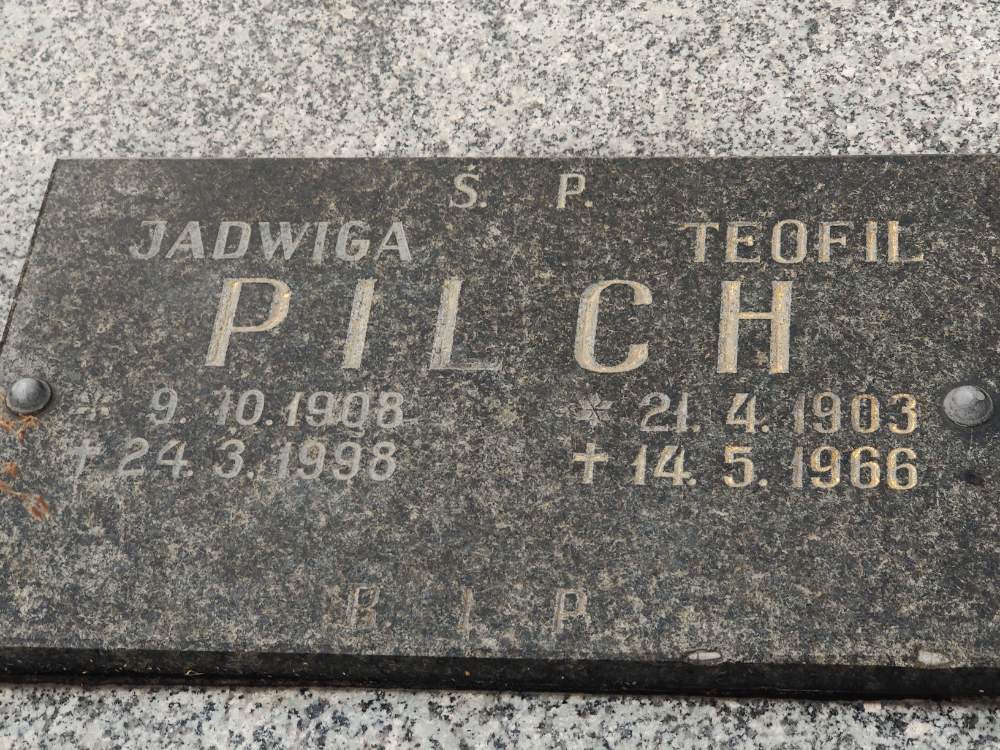 S. P.
JADWIGA TEOFIL
PILCH
* 9. 10. 1908 * 21. 4. 1903
† 24. 3. 1998 † 14. 5. 1966
R. I. P